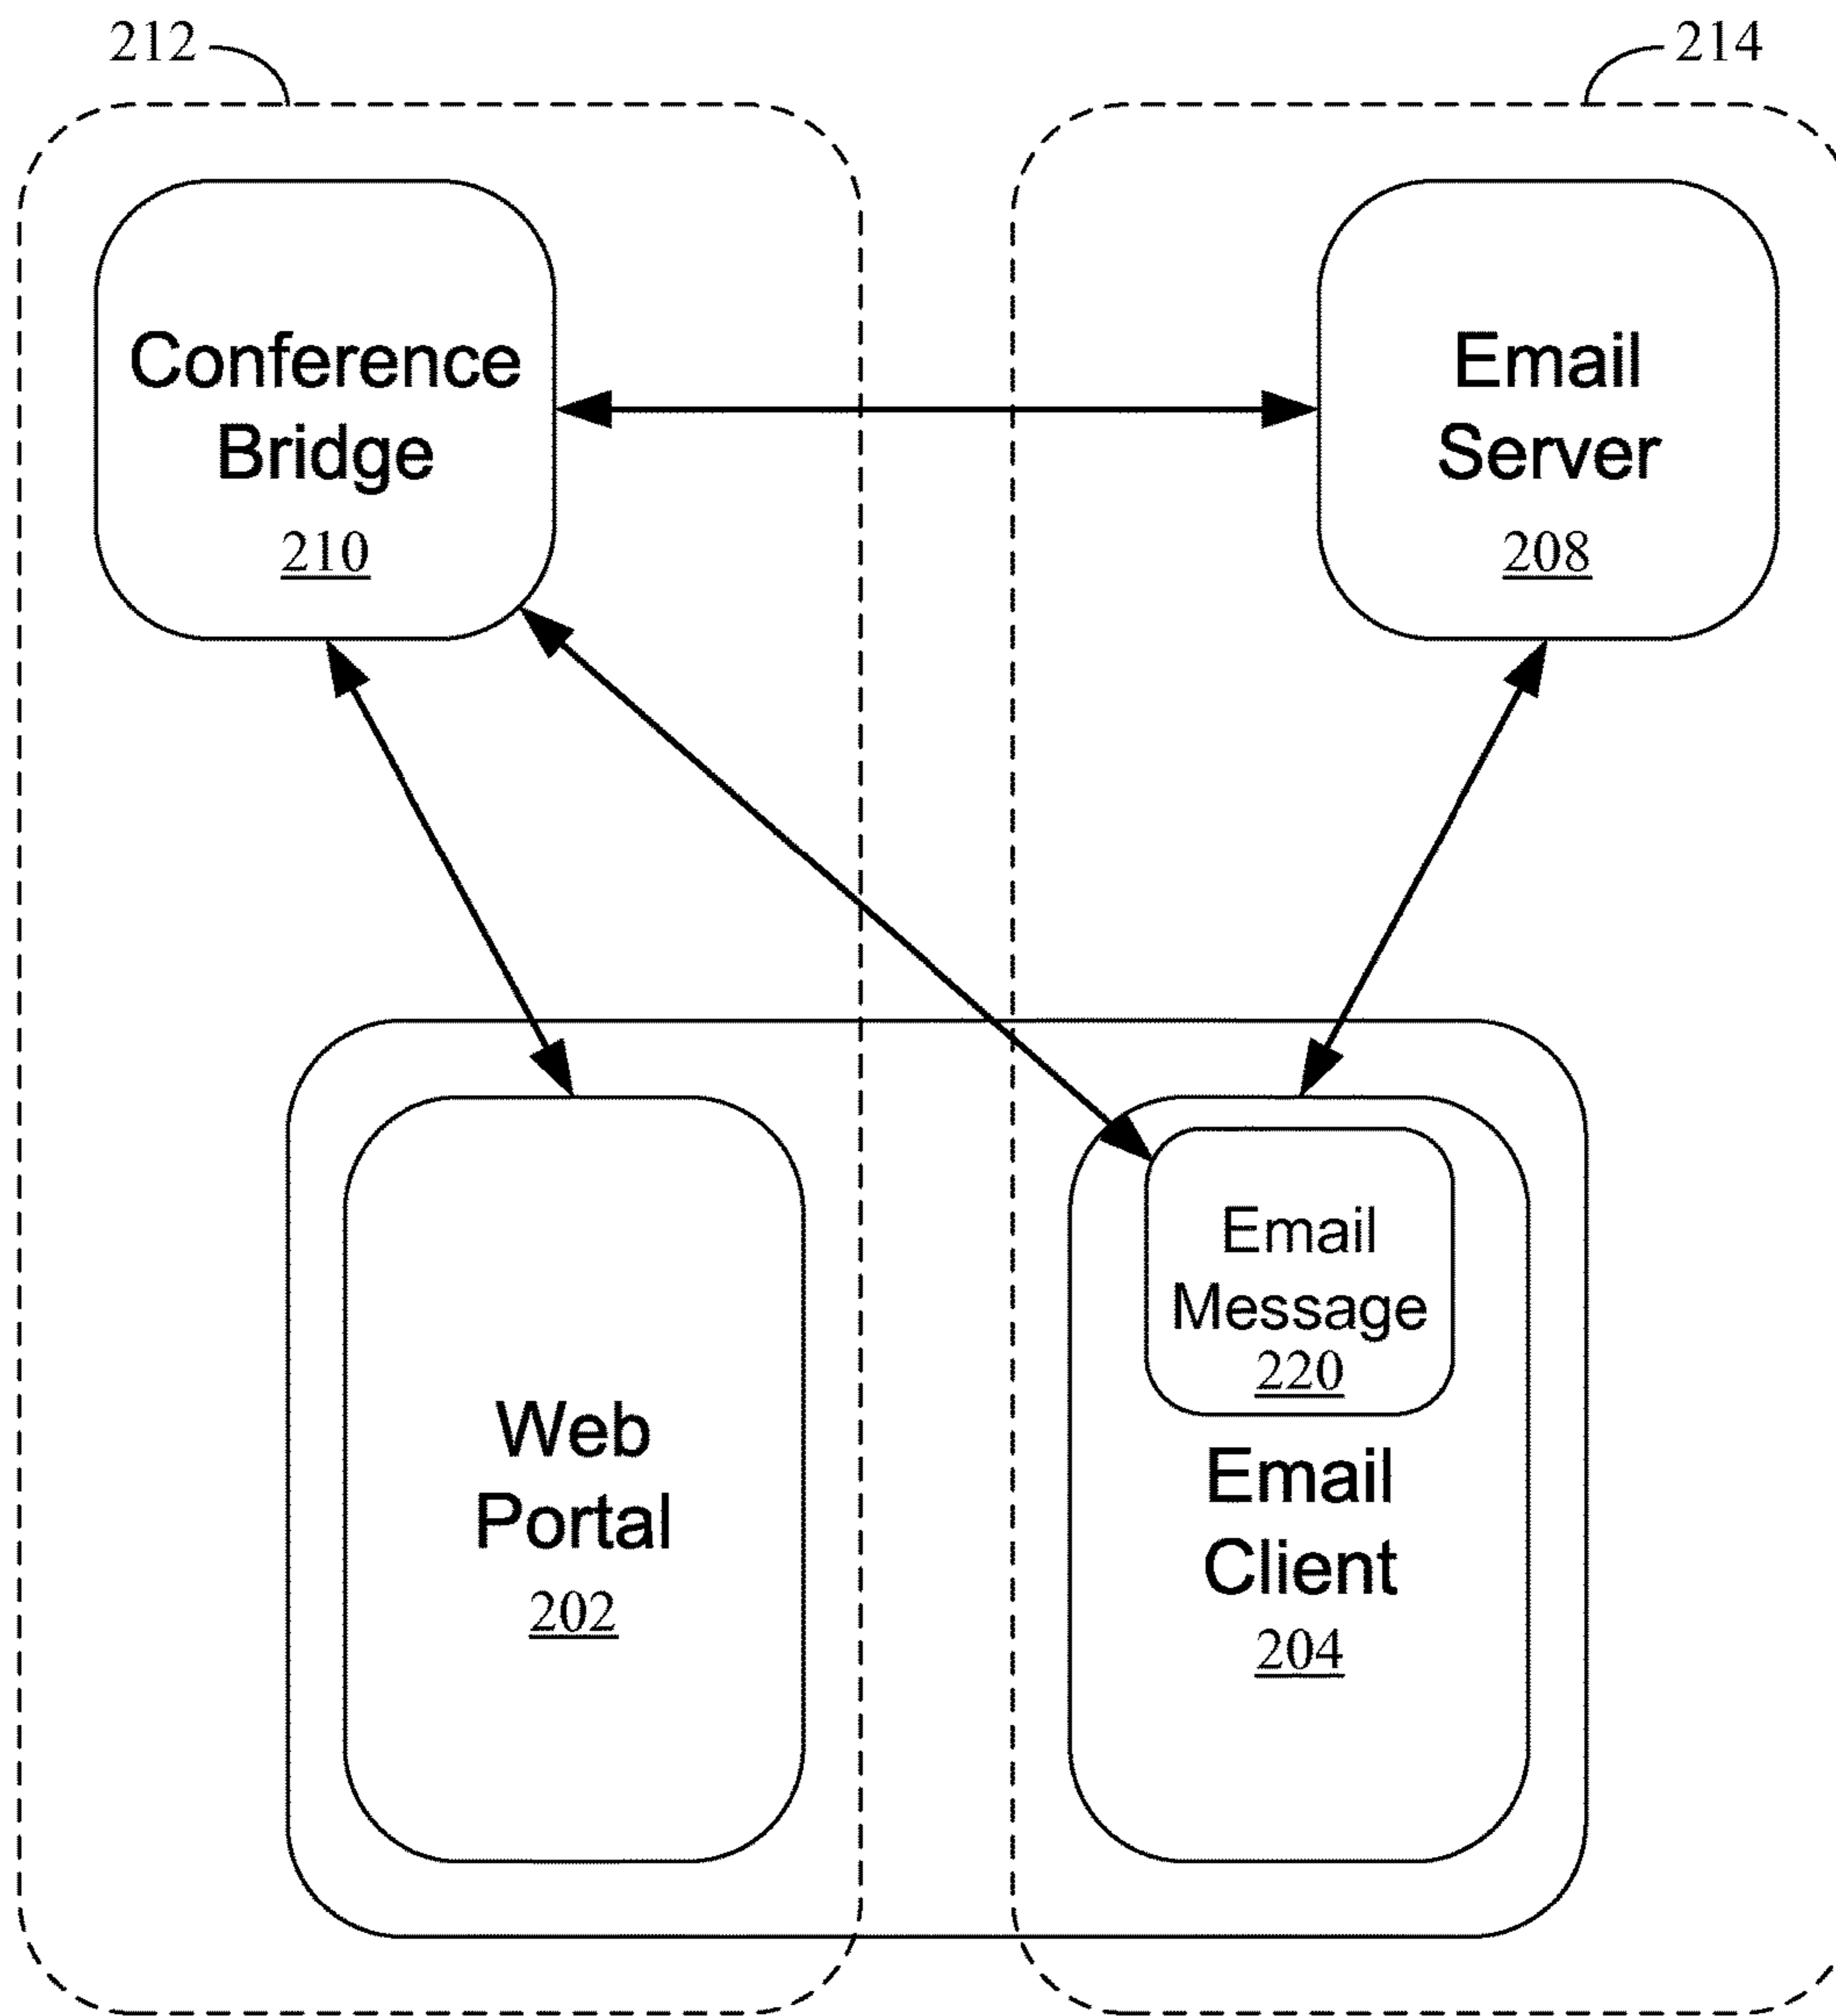 212
214
Conference
Bridge
210
Email
Server
208
Web
Portal
202
Email
Message
220
Email
Client
204